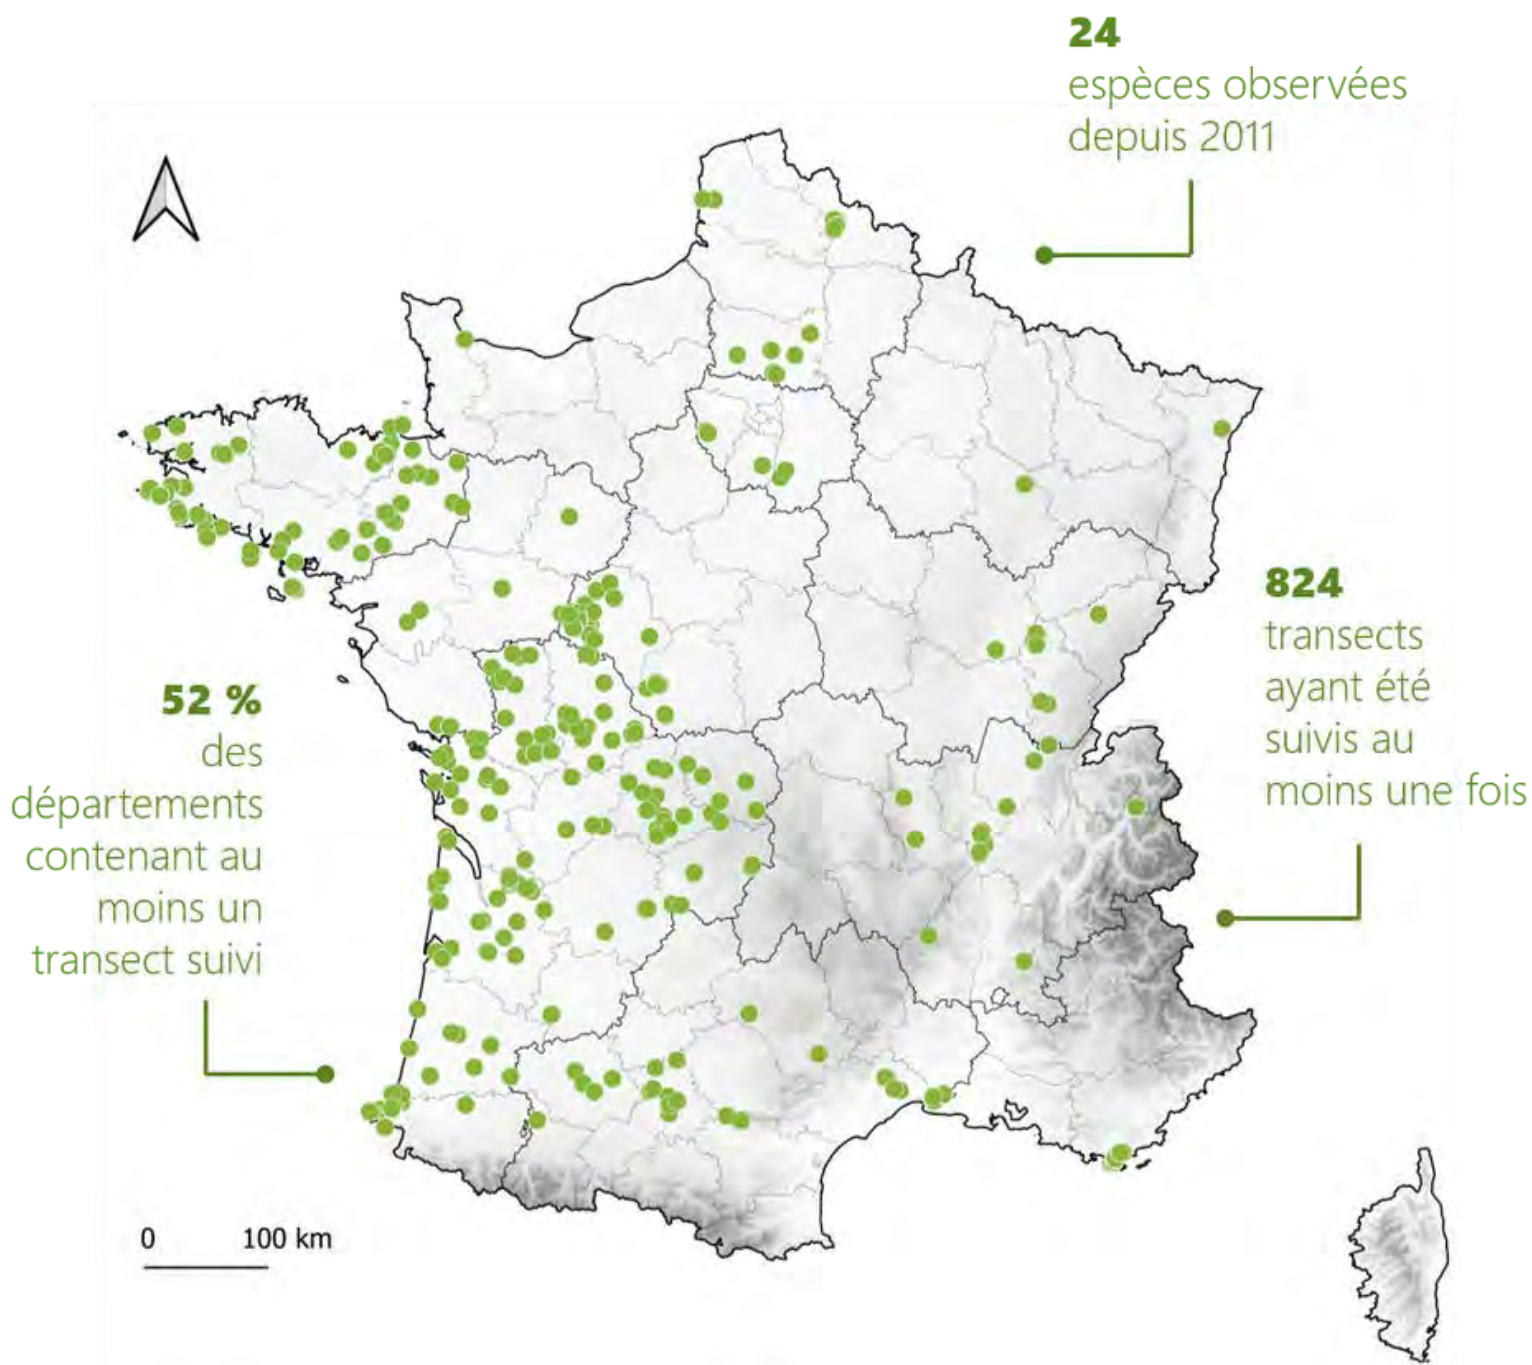 24
espèces observées
depuis 2011
824
transects
ayant été
suivis au
moins une fois
52 %
des
départements
contenant au
moins un
transect suivi
0 100 km